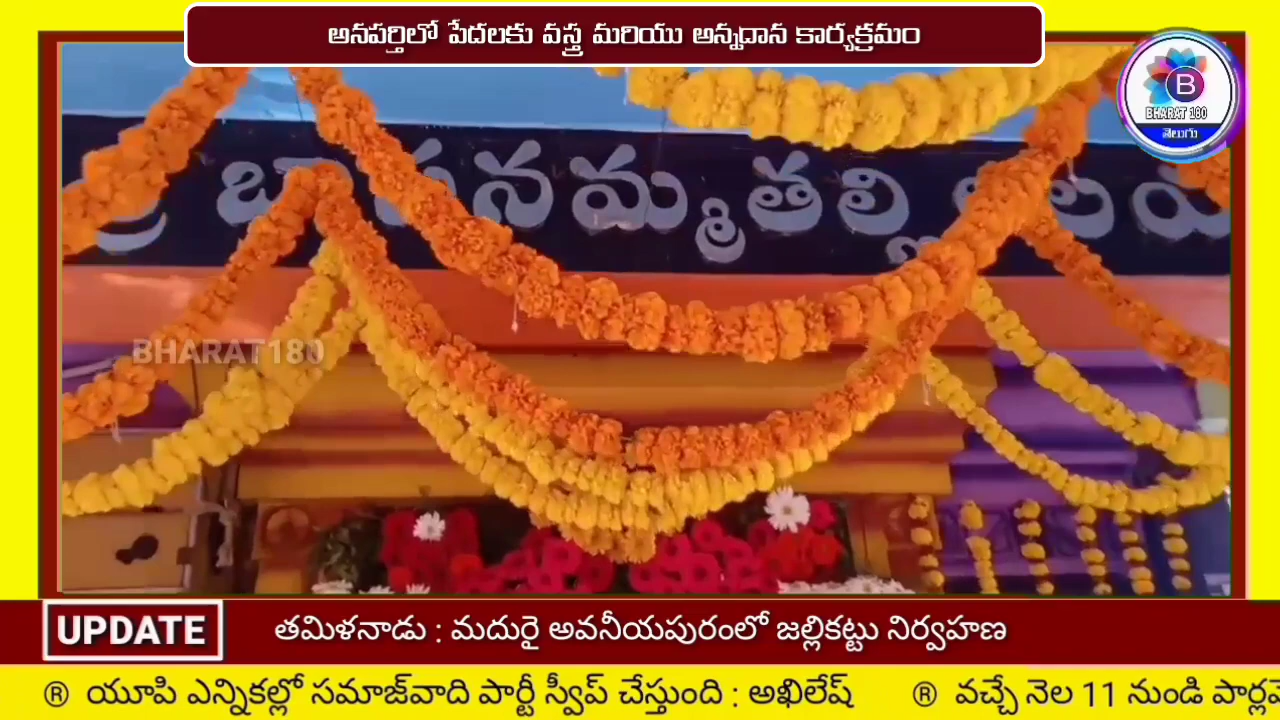 అనపర్తిలో పేదలకు వస్త్ర మరియు అన్నదాన కార్యక్రమం
B
BHARAT 180
తెలుగు
తల్లి
BHARAT180
UPDATE
తమిళనాడు : మదురై అవనీయపురంలో జల్లికట్టు నిర్వహణ
® యూపి ఎన్నికల్లో సమాజ్‌వాది పార్టీ స్వీప్ చేస్తుంది : అఖిలేష్ ® వచ్చే నెల 11 నుండి